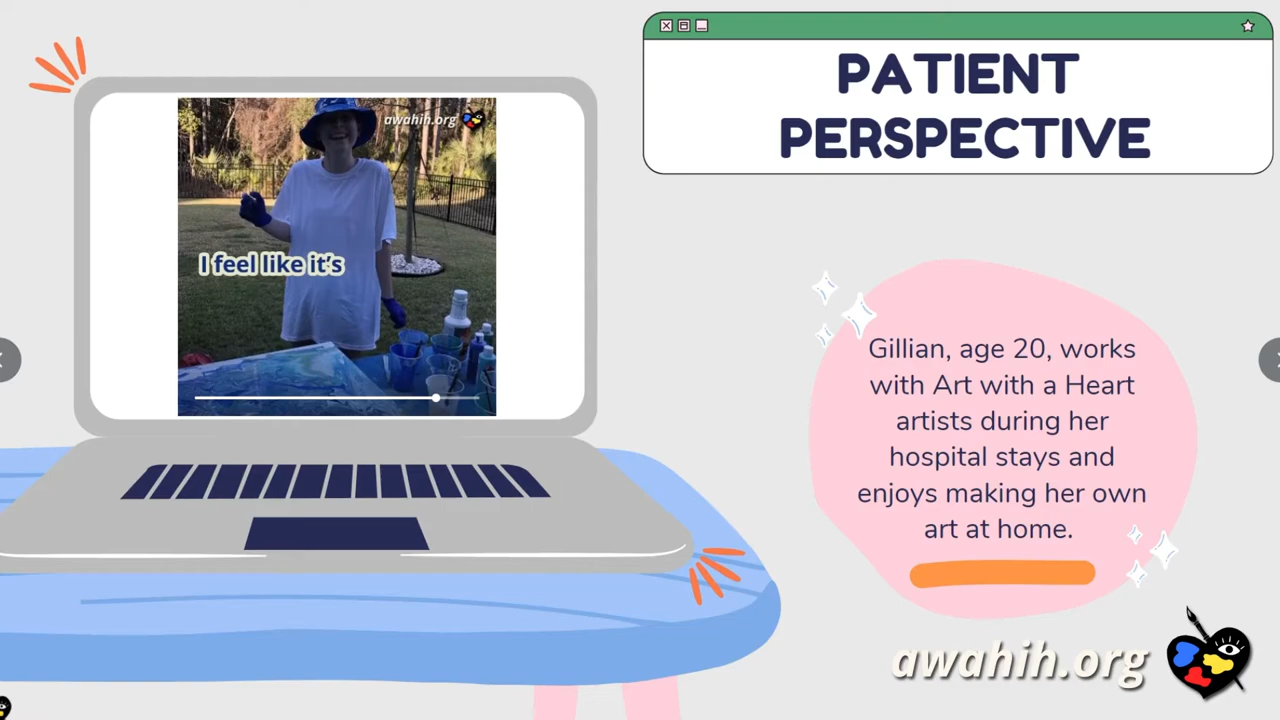 PATIENT
PERSPECTIVE
awahih.org
I feel like it's
Gillian, age 20, works
with Art with a Heart
artists during her
hospital stays and
enjoys making her own
art at home.
awahih.org